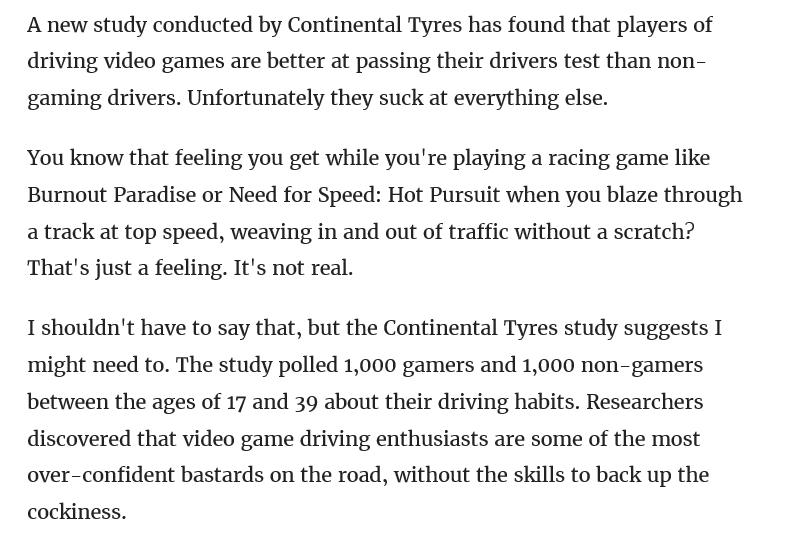 A new study conducted by Continental Tyres has found that players of
driving video games are better at passing their drivers test than non-
gaming drivers. Unfortunately they suck at everything else.
You know that feeling you get while you're playing a racing game like
Burnout Paradise or Need for Speed: Hot Pursuit when you blaze through
a track at top speed, weaving in and out of traffic without a scratch?
That's just a feeling. It's not real.
I shouldn't have to say that, but the Continental Tyres study suggests I
might need to. The study polled 1,000 gamers and 1,000 non-gamers
between the ages of 17 and 39 about their driving habits. Researchers
discovered that video game driving enthusiasts are some of the most
over-confident bastards on the road, without the skills to back up the
cockiness.